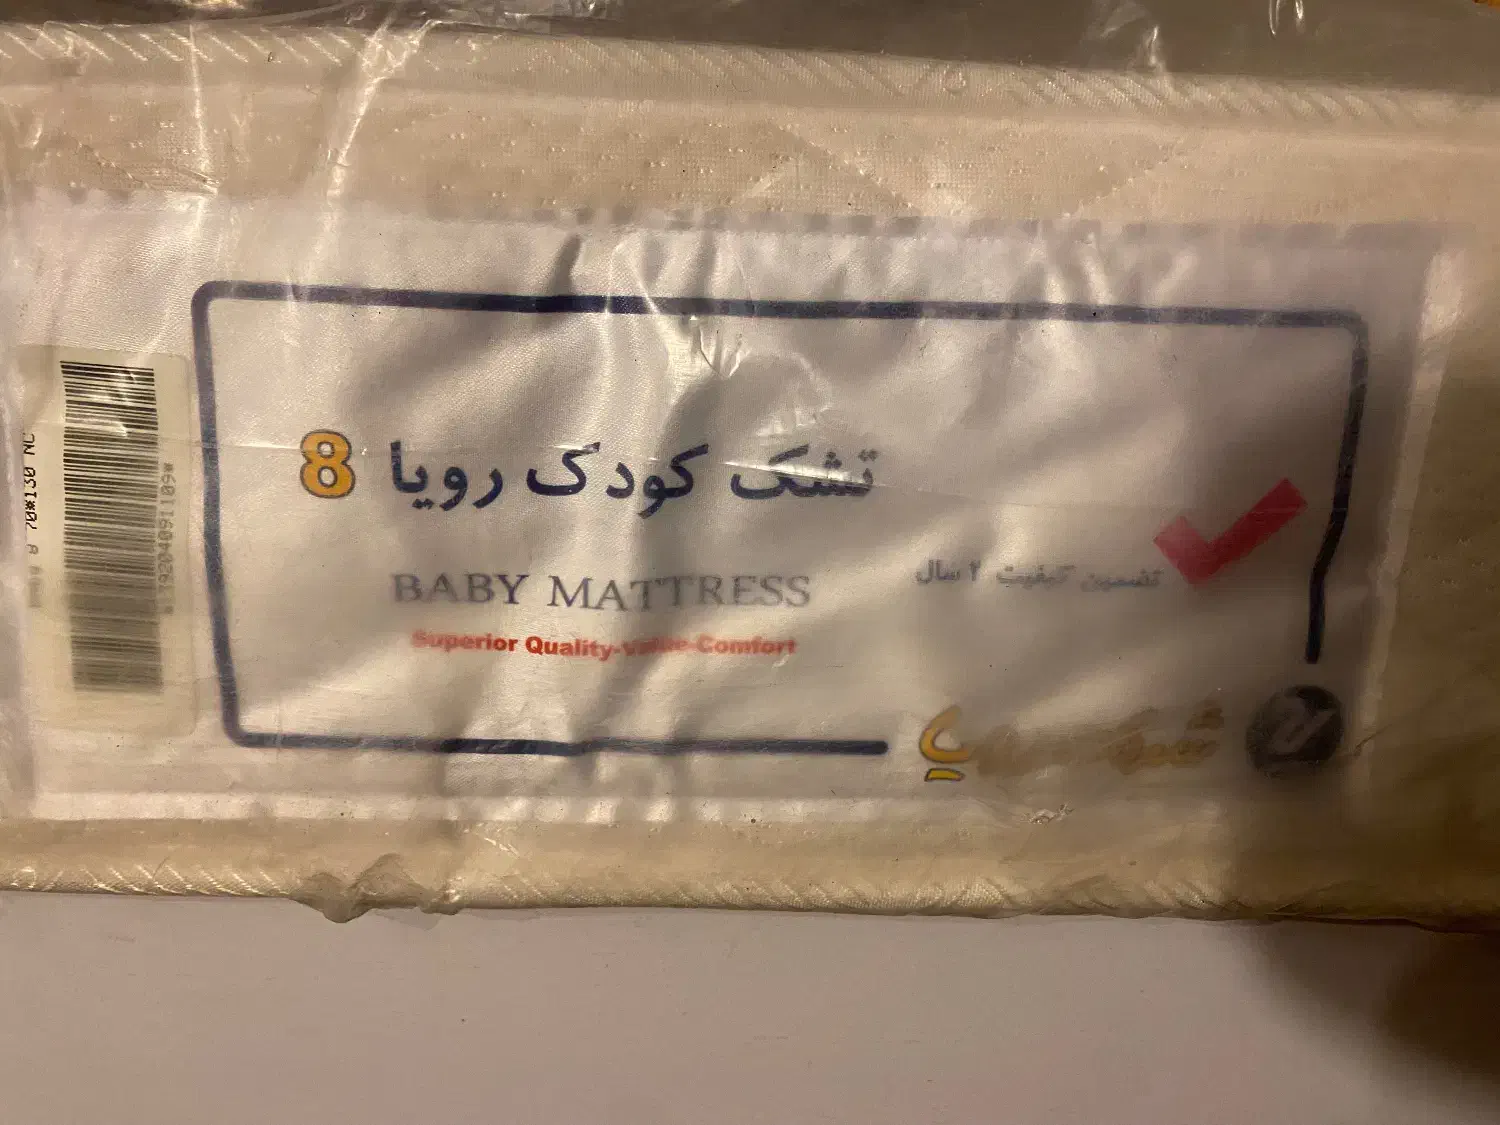 تشک کودک رویا 8
BABY MATTRESS
Superior Quality-Value-Comfort
تضمین کیفیت ۲ سال
70*130